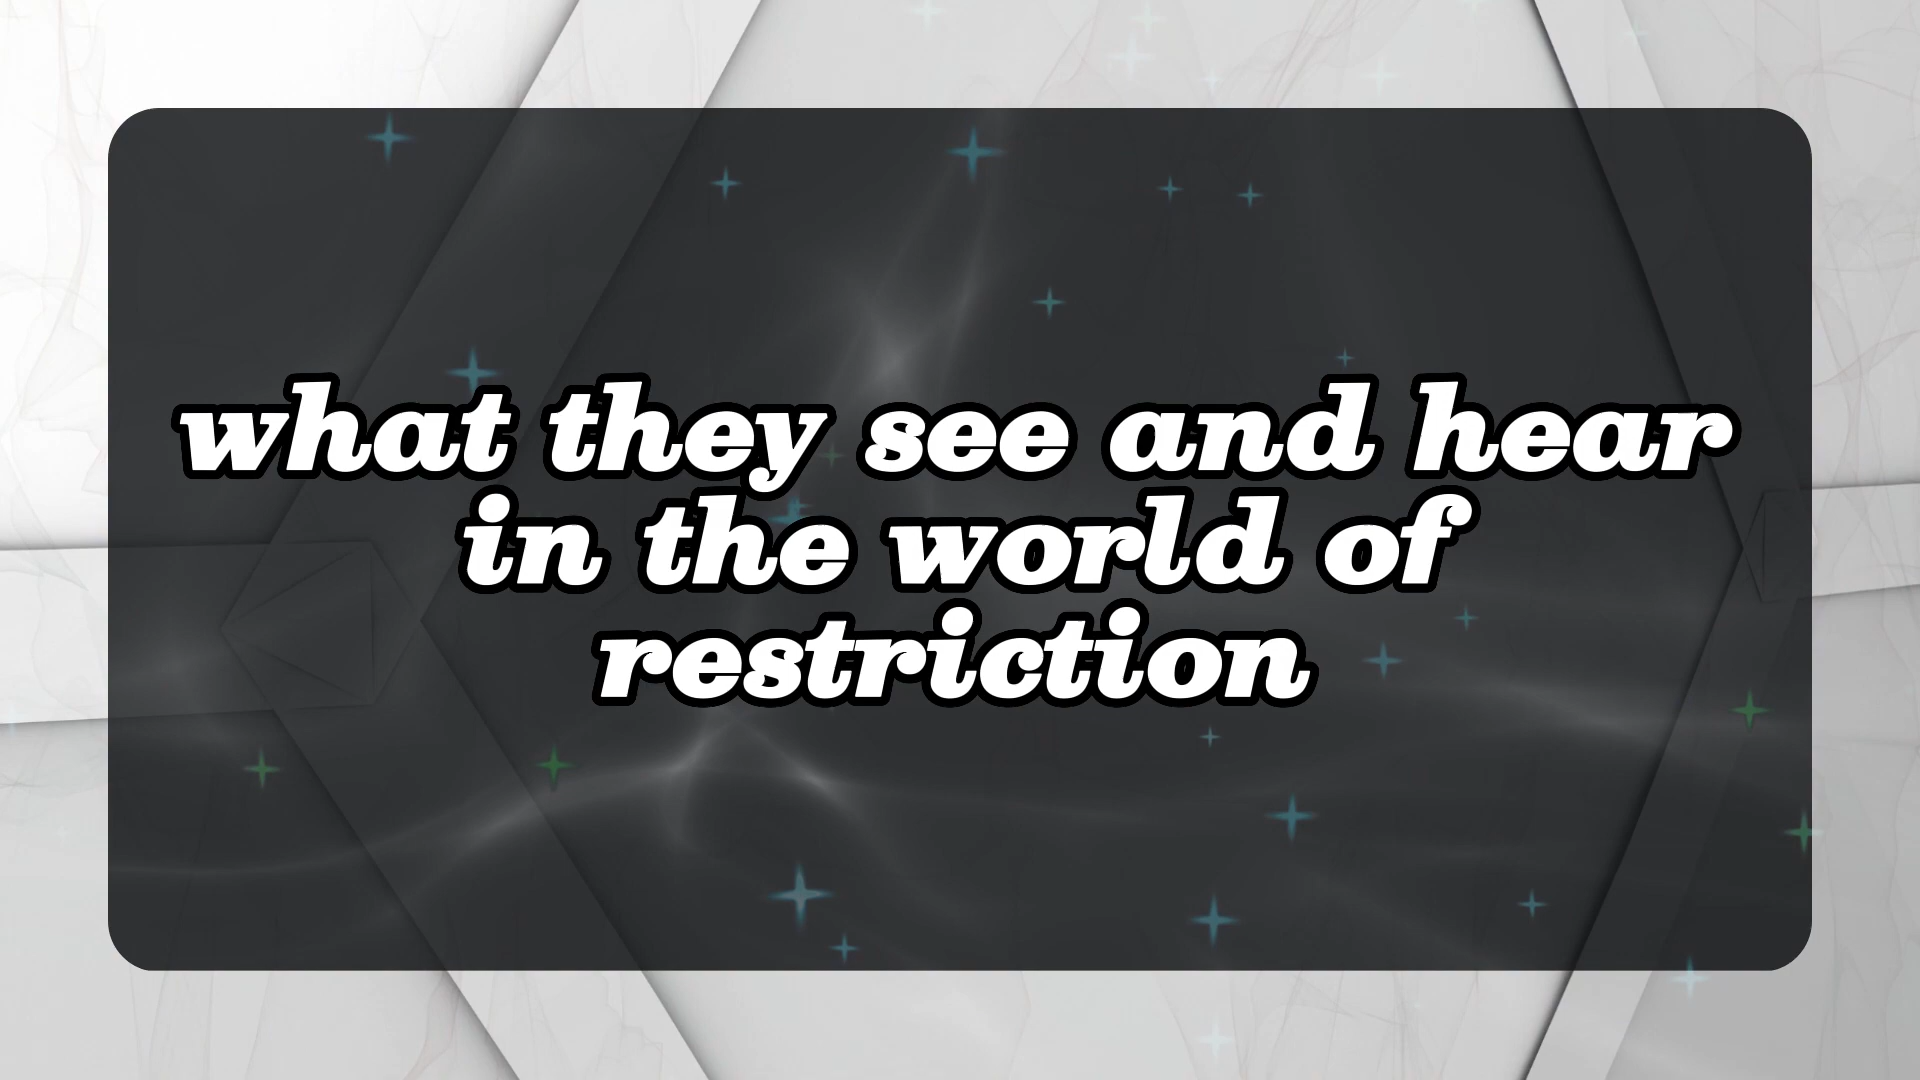 what they see and hear
in the world of
restriction